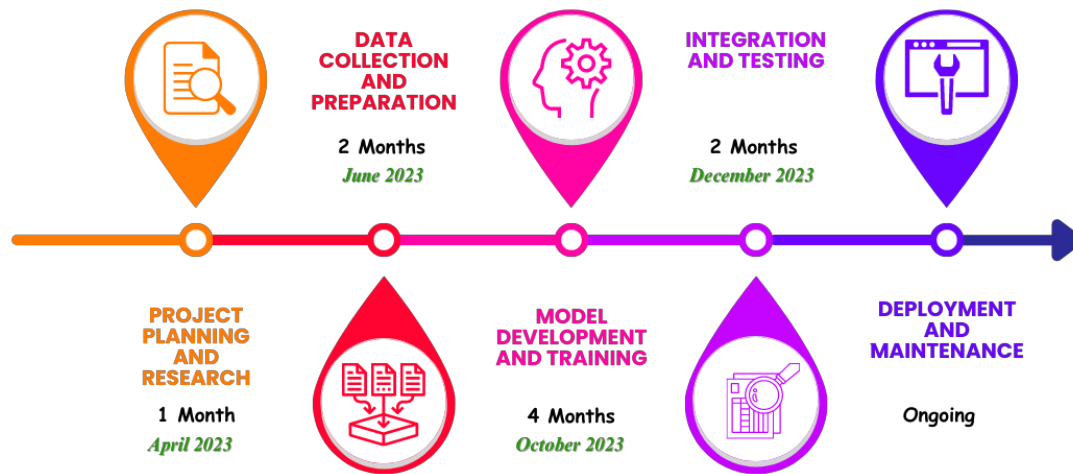 PROJECT
PLANNING
AND
RESEARCH
1 Month
April 2023
DATA
COLLECTION
AND
PREPARATION
2 Months
June 2023
MODEL
DEVELOPMENT
AND TRAINING
4 Months
October 2023
INTEGRATION
AND TESTING
2 Months
December 2023
DEPLOYMENT
AND
MAINTENANCE
Ongoing